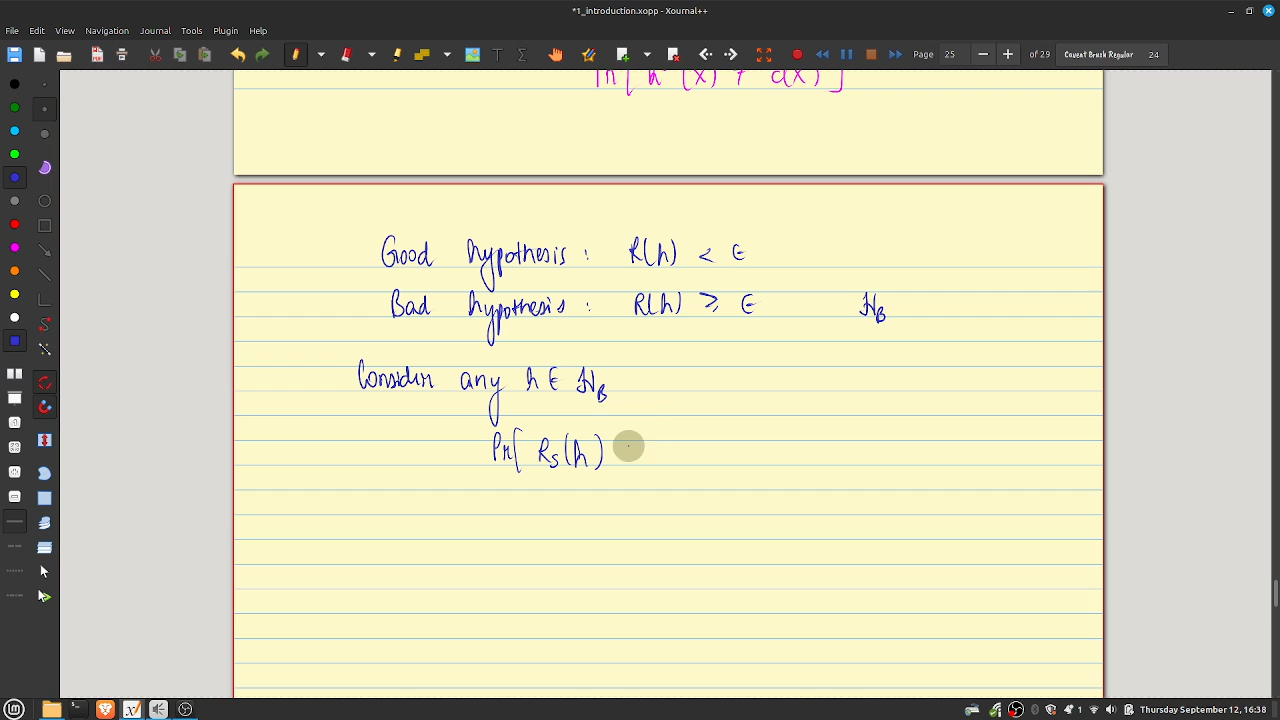 *1_introduction.xopp - Xournal++
File Edit View Navigation Journal Tools Plugin Help
Page 25 of 29 Caveat Brush Regular 24
Good hypothesis : R(h) < ϵ
Bad hypothesis : R(h) ≥ ϵ H_B
Consider any h ∈ H_B
Pr[ R_S(h)
Thursday September 12, 16:38